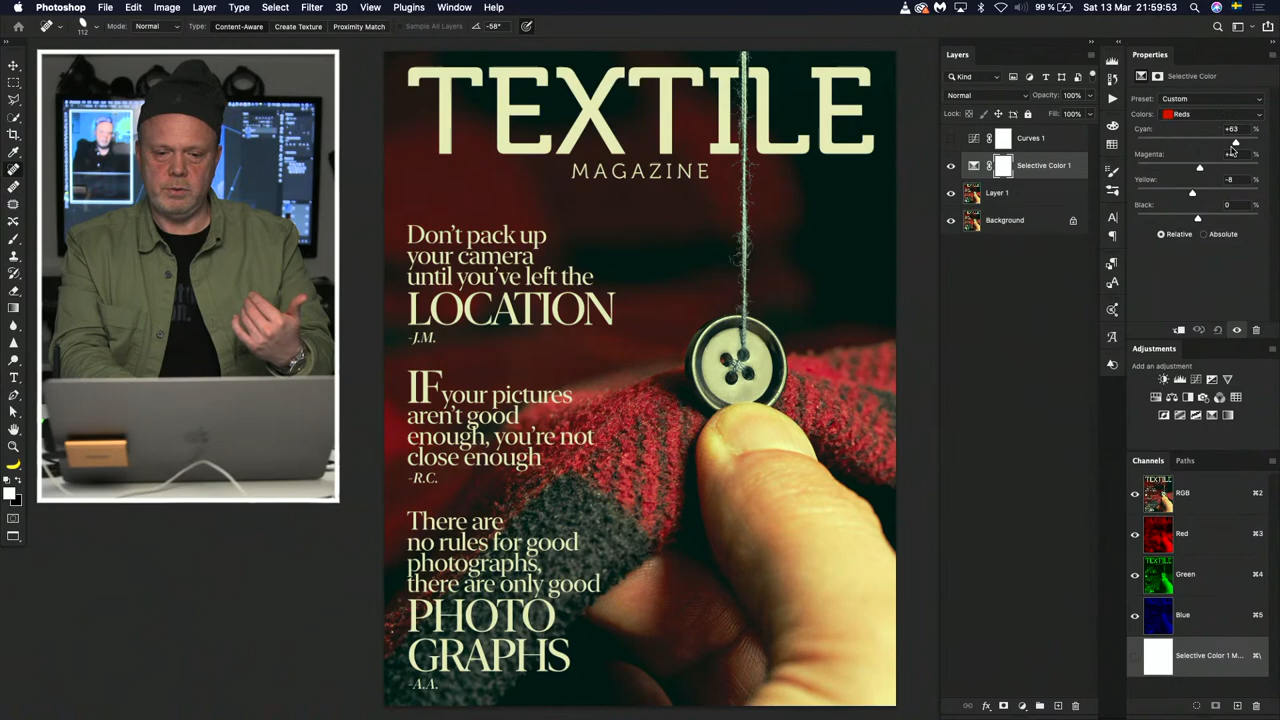 Photoshop File Edit Image Layer Type Select Filter 3D View Plugins Window Help
99% Sat 13 Mar 21:59:53
112 Mode: Normal Type: Content-Aware Create Texture Proximity Match Sample All Layers -58°
TEXTILE
MAGAZINE
Don't pack up
your camera
until you've left the
LOCATION
-J.M.
IF your pictures
aren't good
enough, you're not
close enough
-R.C.
There are
no rules for good
photographs,
there are only good
PHOTO
GRAPHS
-A.A.
Layers
Kind
Normal Opacity: 100%
Lock: Fill: 100%
Curves 1
Selective Color 1
Layer 1
Background
Properties
Selective Color
Preset: Custom
Colors: Reds
Cyan: +63 %
Magenta: %
Yellow: -8 %
Black: 0 %
Relative Absolute
Adjustments
Add an adjustment
Channels Paths
RGB ⌘2
Red ⌘3
Green ⌘4
Blue ⌘5
Selective Color 1 M... ⌘\